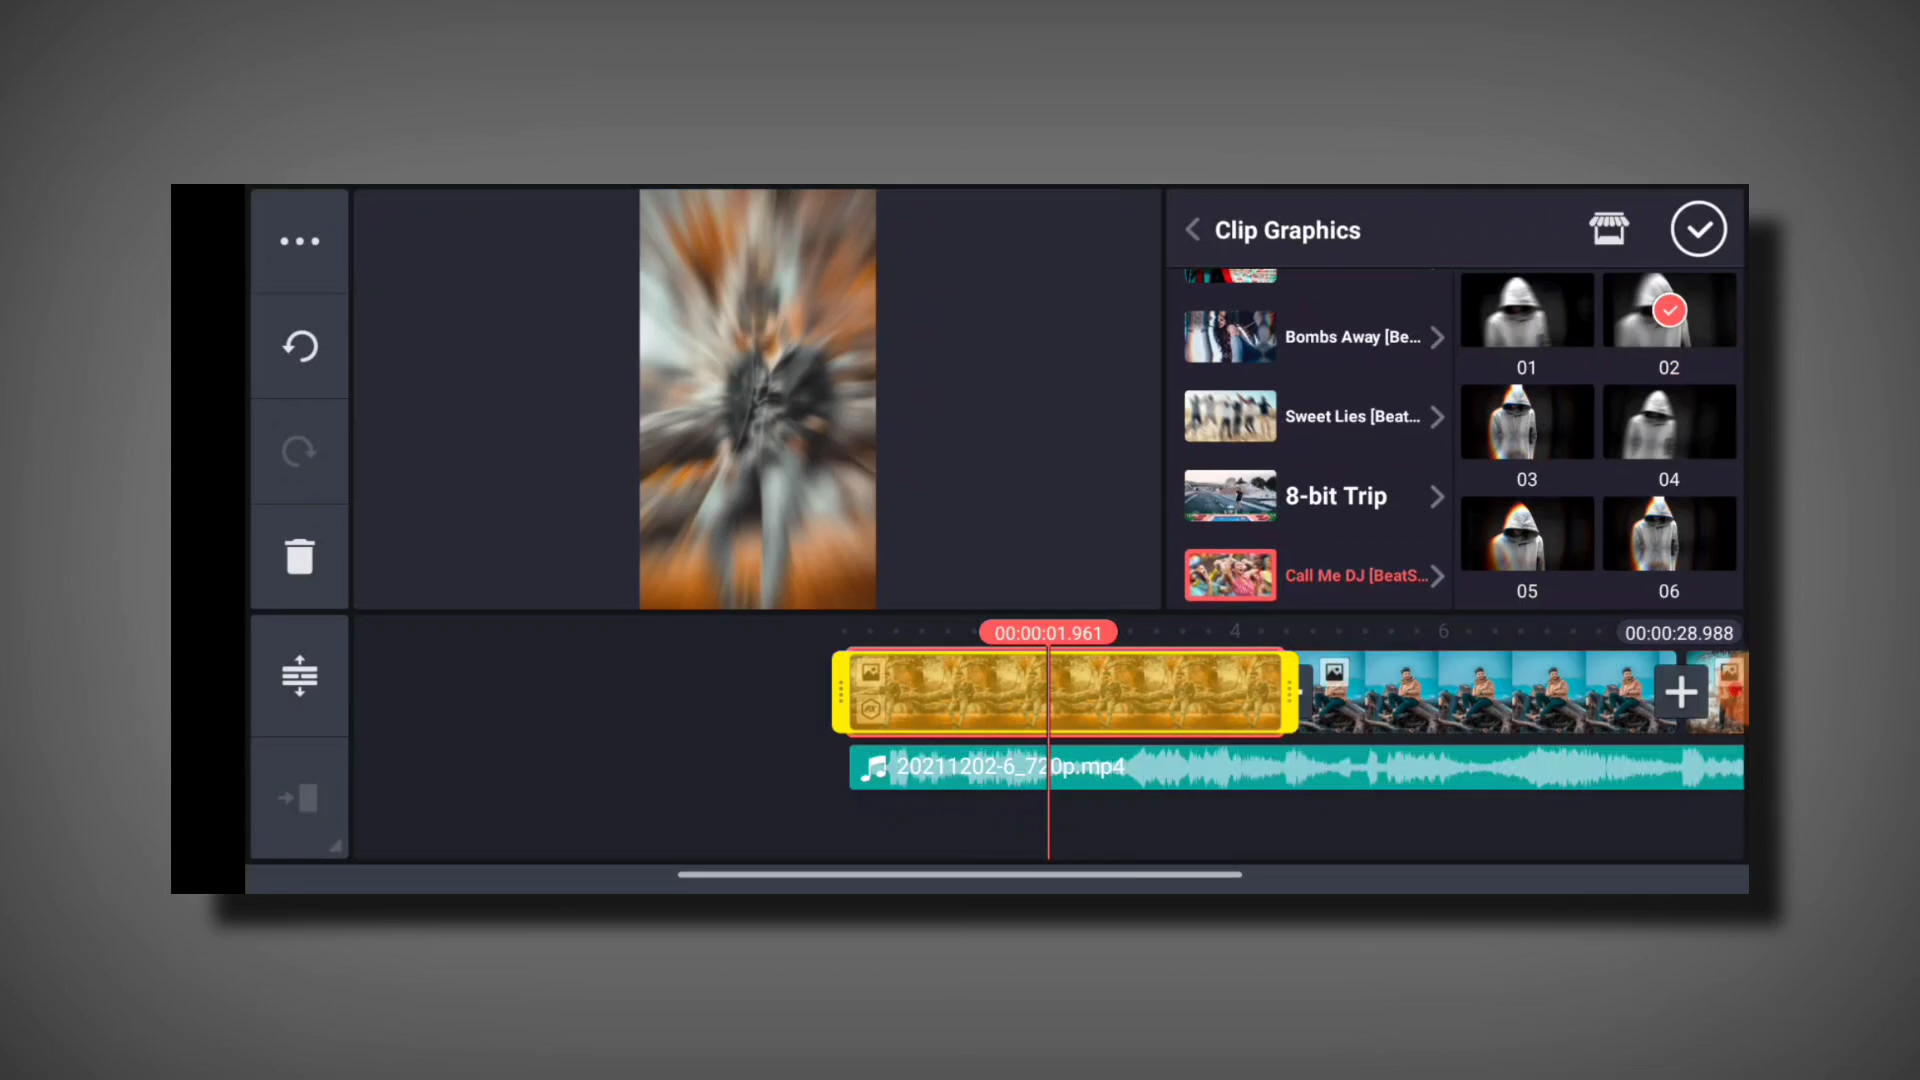 Clip Graphics
Bombs Away [Be...
Sweet Lies [Beat...
8-bit Trip
Call Me DJ [BeatS...
01
02
03
04
05
06
00:00:01.961
4
6
00:00:28.988
20211202-6_720p.mp4